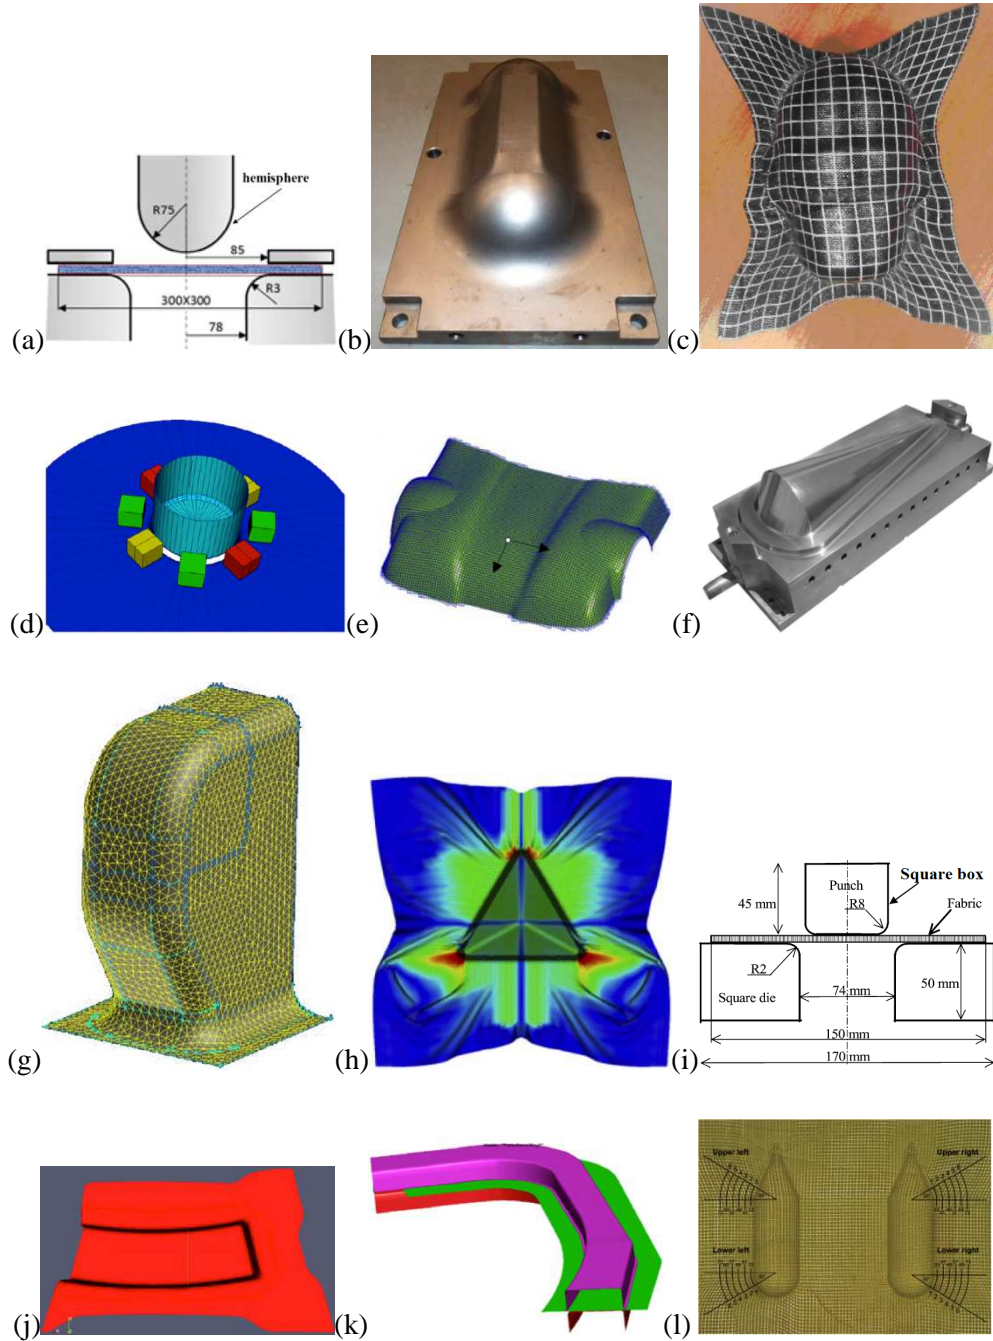 hemisphere
R75
85
R3
300X300
78
(a)
(b)
(c)
(d)
(e)
(f)
(g)
(h)
Punch
Square box
R8
45 mm
Fabric
R2
74 mm
50 mm
Square die
150 mm
170 mm
(i)
(j)
(k)
Upper left
Upper right
Lower left
Lower right
(l)